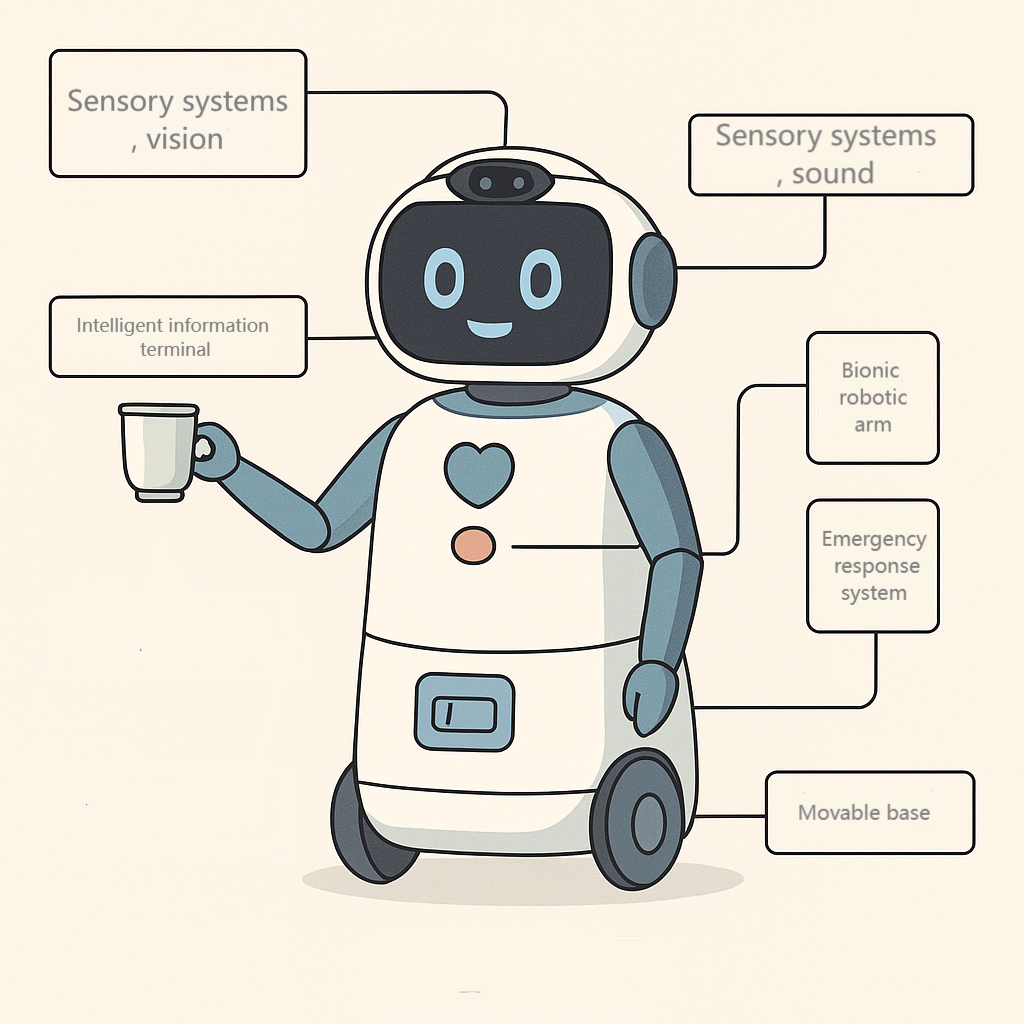 Sensory systems
, vision
Sensory systems
, sound
Intelligent information
terminal
Bionic
robotic
arm
Emergency
response
system
Movable base